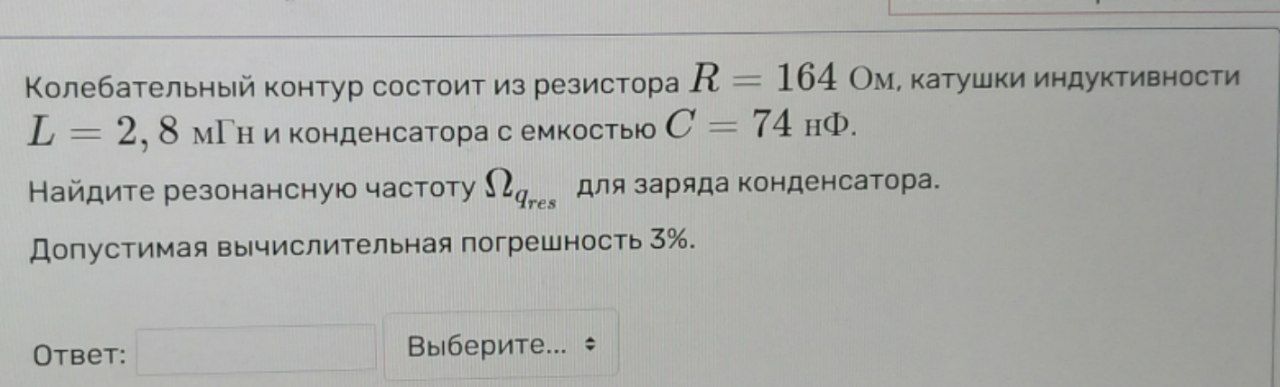 Колебательный контур состоит из резистора R = 164 Ом, катушки индуктивности
L = 2, 8 мГн и конденсатора с емкостью C = 74 нФ.
Найдите резонансную частоту Ω_{q_{res}} для заряда конденсатора.
Допустимая вычислительная погрешность 3%.
Ответ: Выберите...